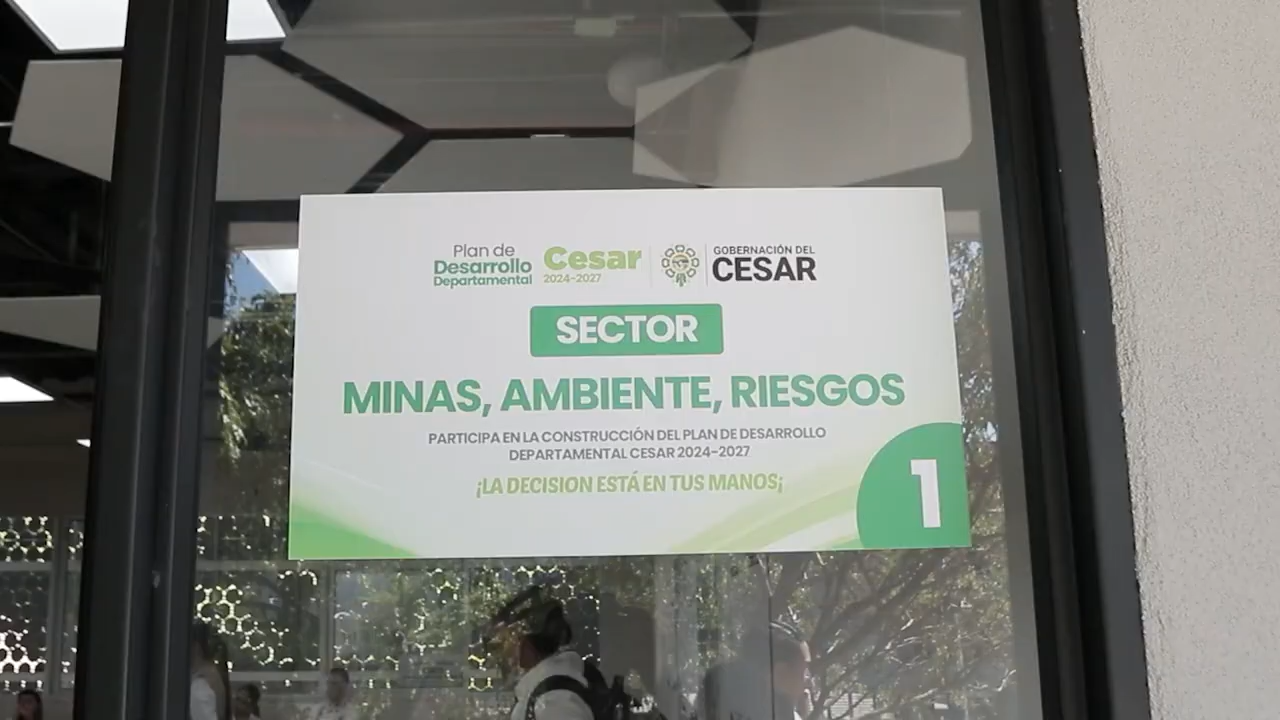 Plan de
Desarrollo
Departamental
Cesar
2024-2027
GOBERNACIÓN DEL
CESAR
SECTOR
MINAS, AMBIENTE, RIESGOS
PARTICIPA EN LA CONSTRUCCIÓN DEL PLAN DE DESARROLLO
DEPARTAMENTAL CESAR 2024-2027
¡LA DECISION ESTÁ EN TUS MANOS¡
1